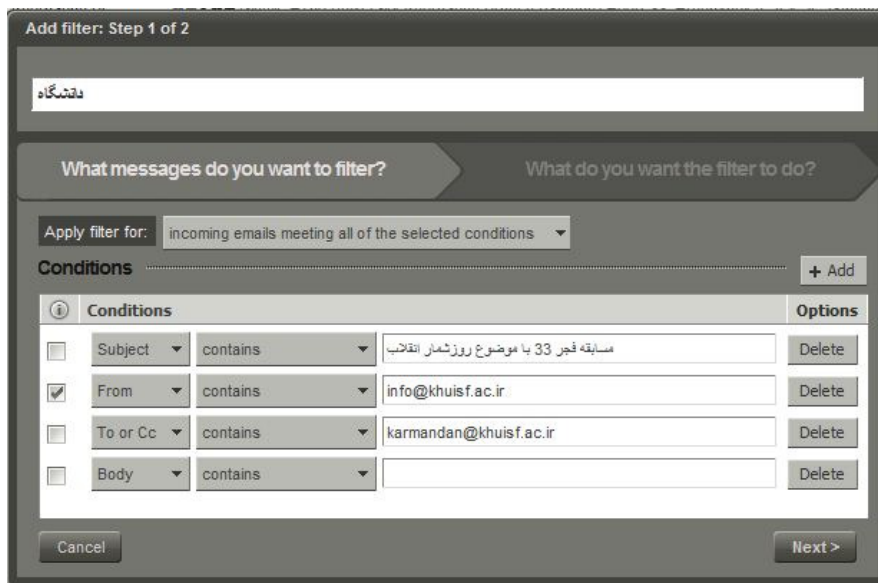 Add filter: Step 1 of 2
دانشگاه
What messages do you want to filter? What do you want the filter to do?
Apply filter for: incoming emails meeting all of the selected conditions
Conditions + Add
Conditions Options
Subject contains مسابقه فجر 33 با موضوع روزشمار انقلاب Delete
From contains info@khuisf.ac.ir Delete
To or Cc contains karmandan@khuisf.ac.ir Delete
Body contains Delete
Cancel Next >